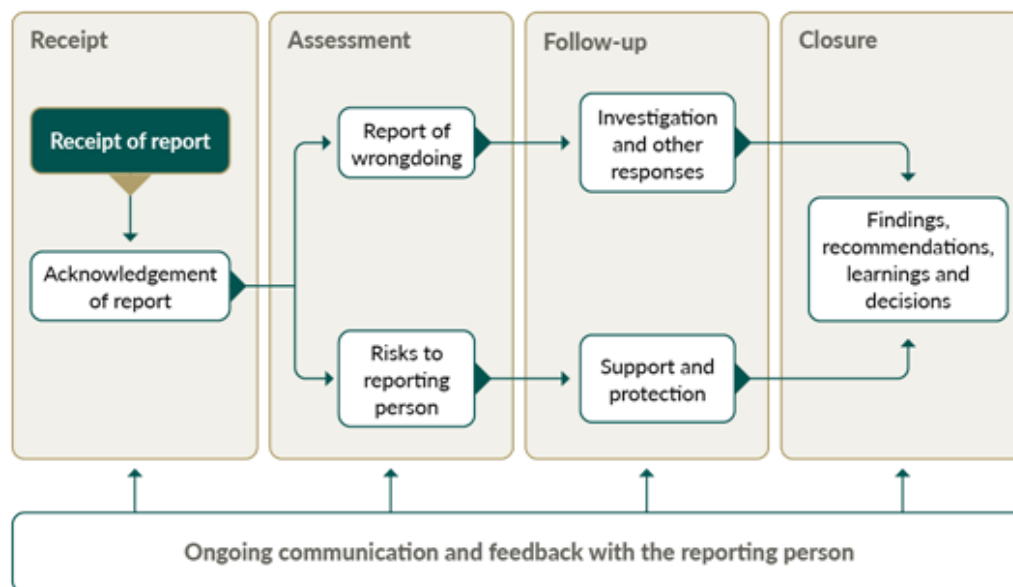 Receipt
Assessment
Follow-up
Closure
Receipt of report
Acknowledgement
of report
Report of
wrongdoing
Risks to
reporting
person
Investigation
and other
responses
Support and
protection
Findings,
recommendations,
learnings and
decisions
Ongoing communication and feedback with the reporting person